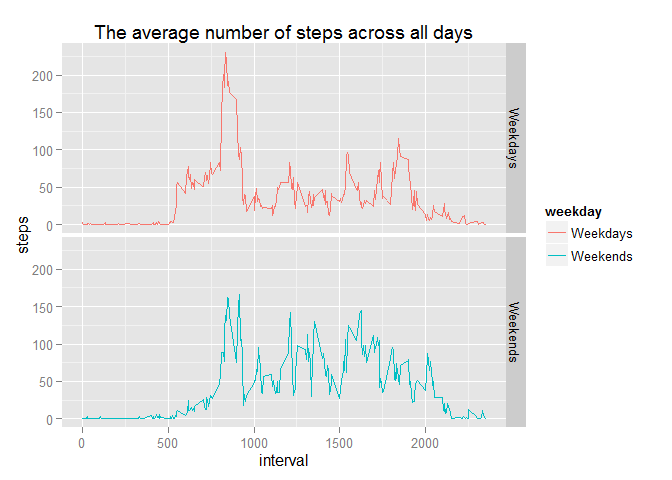 The average number of steps across all days
200
150
100
50
0
Weekdays
200
150
100
50
0
Weekends
steps
0
500
1000
1500
2000
interval
weekday
Weekdays
Weekends